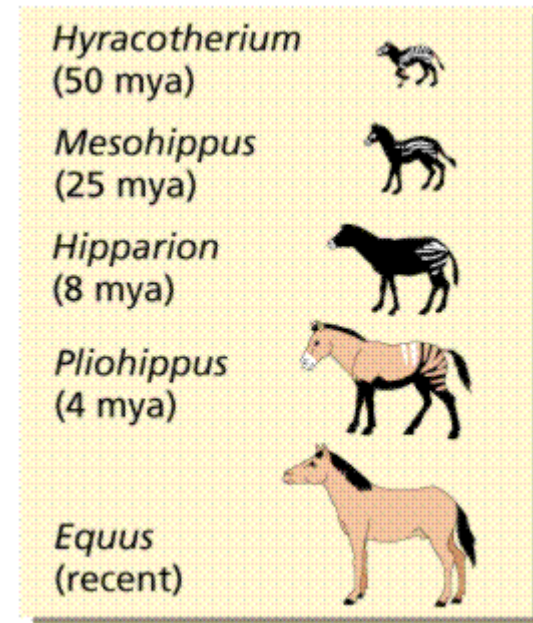 Hyracotherium
(50 mya)
Mesohippus
(25 mya)
Hipparion
(8 mya)
Pliohippus
(4 mya)
Equus
(recent)